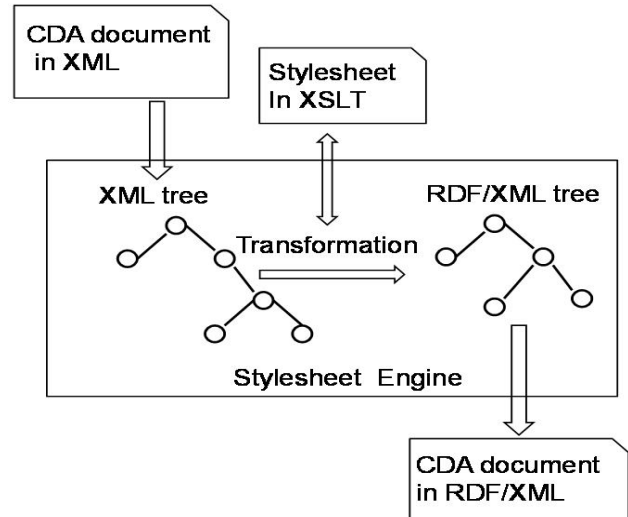 CDA document
in XML
Stylesheet
In XSLT
XML tree
RDF/XML tree
Transformation
Stylesheet Engine
CDA document
in RDF/XML